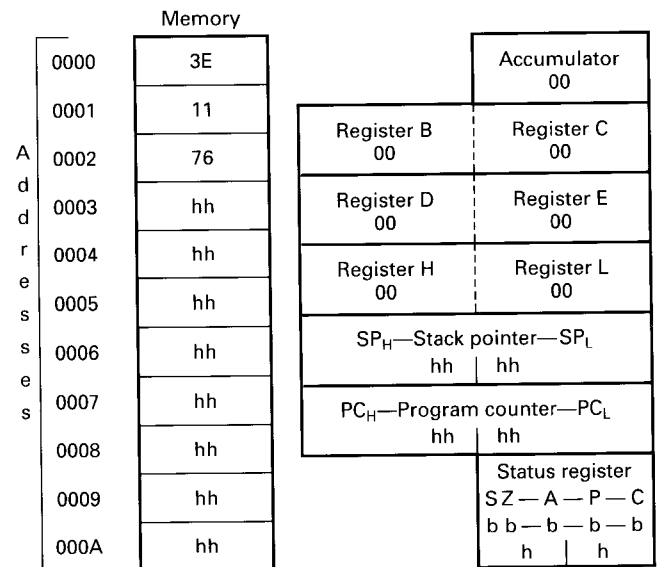 Memory
Addresses
0000 3E
0001 11
0002 76
0003 hh
0004 hh
0005 hh
0006 hh
0007 hh
0008 hh
0009 hh
000A hh
Accumulator
00
Register B
00
Register C
00
Register D
00
Register E
00
Register H
00
Register L
00
SPH—Stack pointer—SPL
hh hh
PCH—Program counter—PCL
hh hh
Status register
S Z — A — P — C
b b — b — b — b
h h